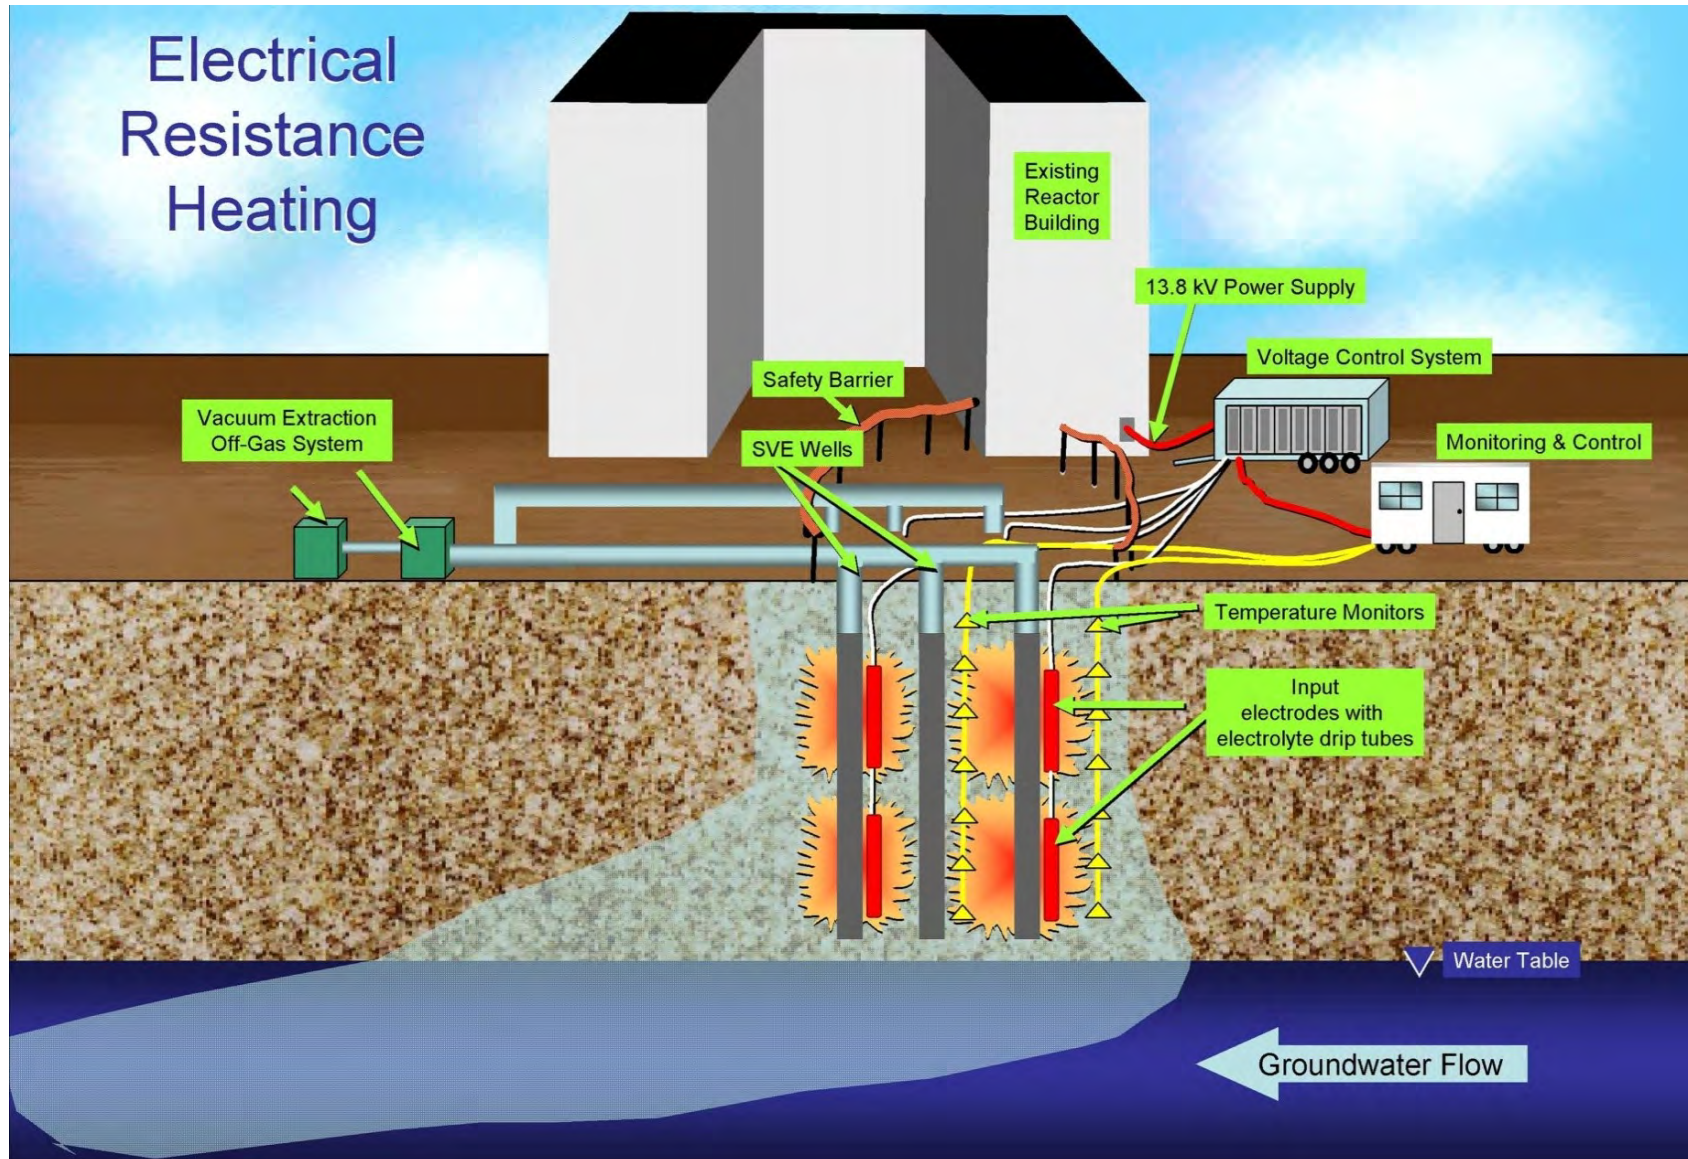 Electrical
Resistance
Heating
Existing
Reactor
Building
13.8 kV Power Supply
Voltage Control System
Safety Barrier
Vacuum Extraction
Off-Gas System
SVE Wells
Monitoring & Control
Temperature Monitors
Input
electrodes with
electrolyte drip tubes
Water Table
Groundwater Flow